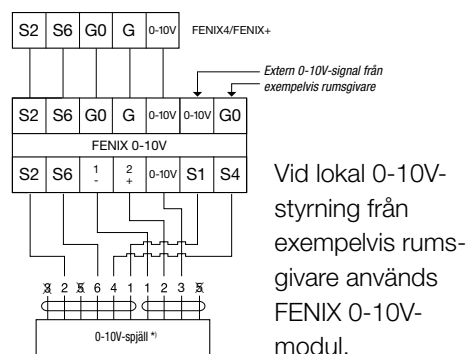 S2 S6 G0 G 0-10V FENIX4/FENIX+
Extern 0-10V-signal från
exempelvis rumsgivare
S2 S6 G0 G 0-10V 0-10V G0
FENIX 0-10V
S2 S6 1 - 2 + 0-10V S1 S4
3 2 5 6 4 1 1 2 3 5
0-10V-spjäll *)
Vid lokal 0-10V-
styrning från
exempelvis rums-
givare används
FENIX 0-10V-
modul.